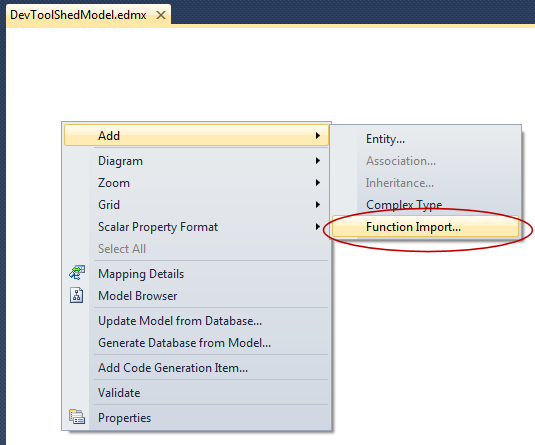 DevToolShedModel.edmx
Add
Diagram
Zoom
Grid
Scalar Property Format
Select All
Mapping Details
Model Browser
Update Model from Database...
Generate Database from Model...
Add Code Generation Item...
Validate
Properties
Entity...
Association...
Inheritance...
Complex Type
Function Import...